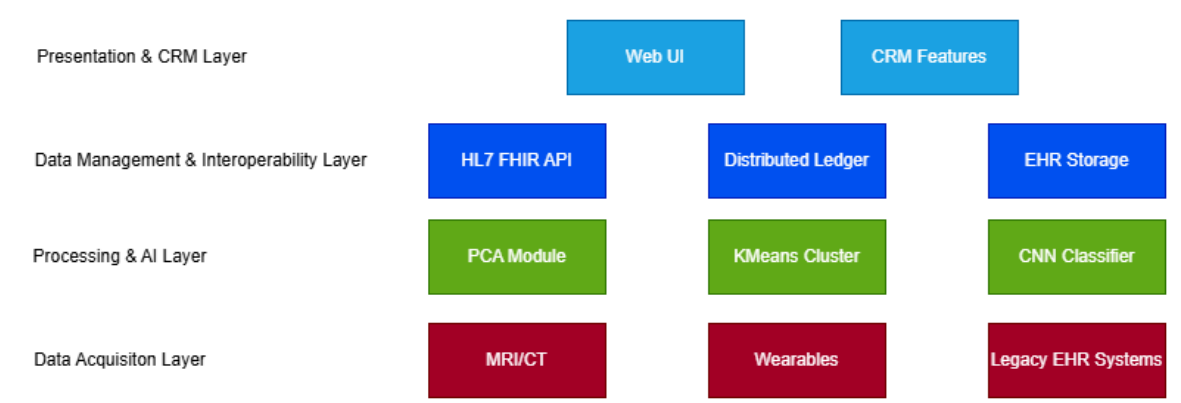 Presentation & CRM Layer
Web UI
CRM Features
Data Management & Interoperability Layer
HL7 FHIR API
Distributed Ledger
EHR Storage
Processing & AI Layer
PCA Module
KMeans Cluster
CNN Classifier
Data Acquisiton Layer
MRI/CT
Wearables
Legacy EHR Systems